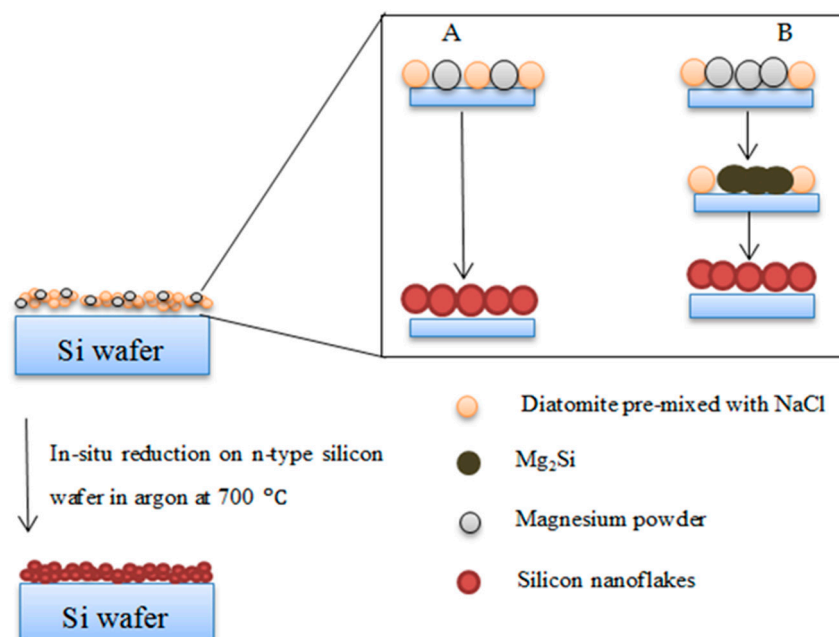 A
B
Si wafer
In-situ reduction on n-type silicon
wafer in argon at 700 °C
Si wafer
Diatomite pre-mixed with NaCl
Mg₂Si
Magnesium powder
Silicon nanoflakes